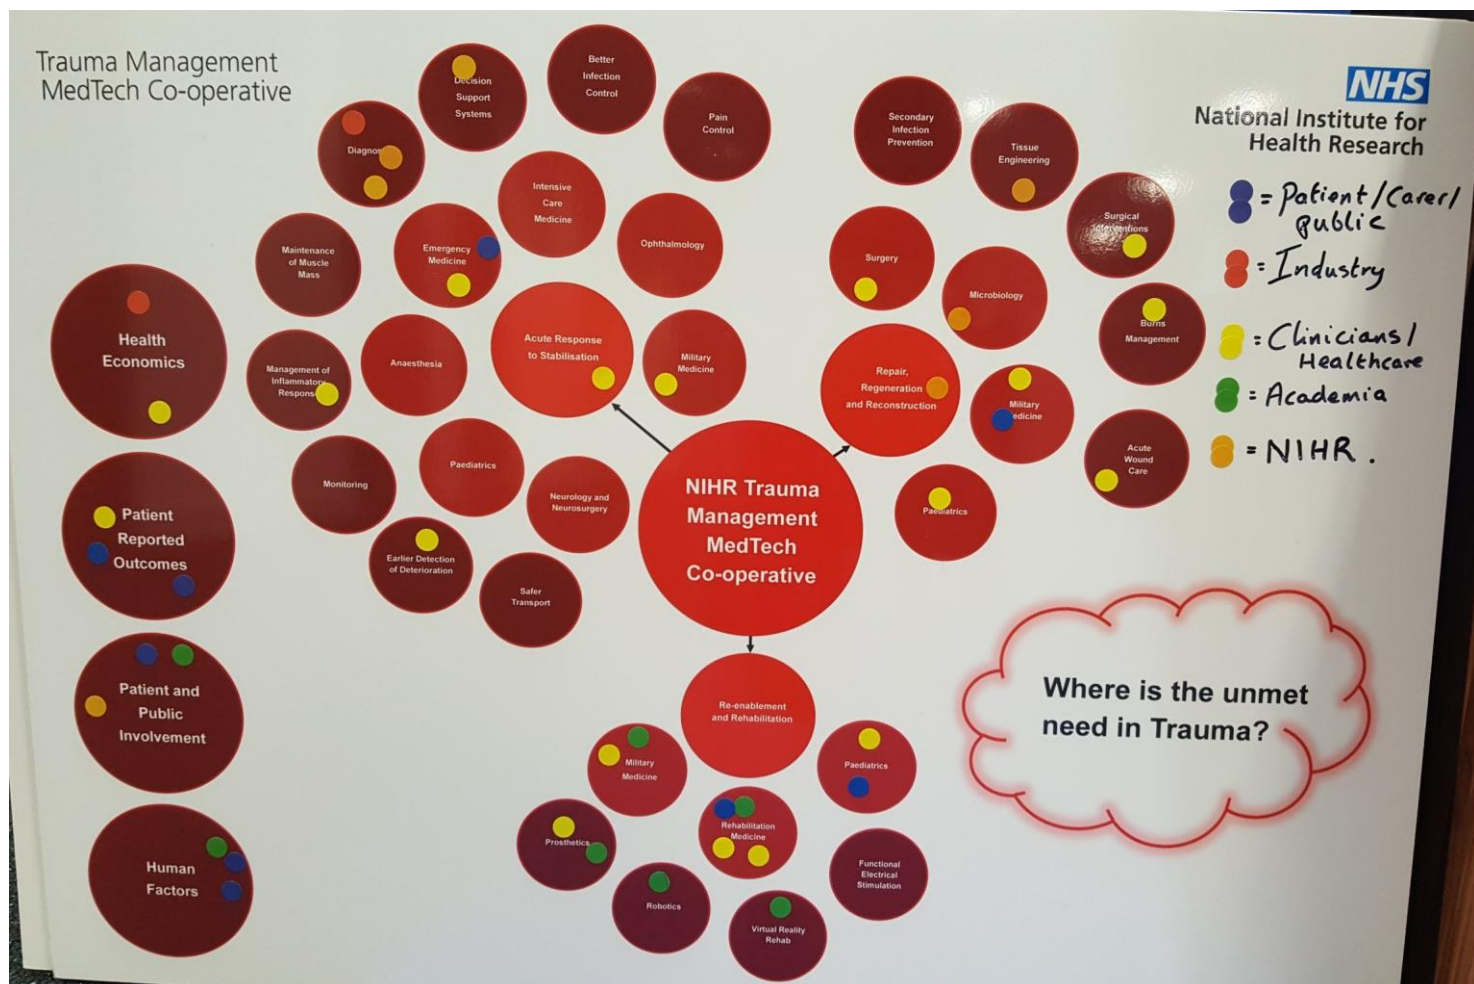 Trauma Management
MedTech Co-operative
NHS
National Institute for
Health Research
= Patient/Carer/
public
= Industry
= Clinicians/
Healthcare
= Academia
= NIHR.
Decision
Support
Systems
Better
Infection
Control
Pain
Control
Intensive
Care
Medicine
Ophthalmology
Emergency
Medicine
Maintenance
of Muscle
Mass
Management of
Inflammatory
Anaesthesia
Acute Response
to Stabilisation
Military
Medicine
Monitoring
Paediatrics
Neurology and
Neurosurgery
Earlier Detection
of Deterioration
Safer
Transport
Secondary
Infection
Prevention
Tissue
Engineering
Surgical
Interventions
Surgery
Microbiology
Burns
Management
Repair,
Regeneration
and Reconstruction
Military
Medicine
Acute
Wound
Care
Paediatrics
Health
Economics
Patient
Reported
Outcomes
Patient and
Public
Involvement
Human
Factors
NIHR Trauma
Management
MedTech
Co-operative
Re-enablement
and Rehabilitation
Military
Medicine
Paediatrics
Prosthetics
Rehabilitation
Medicine
Functional
Electrical
Stimulation
Robotics
Virtual Reality
Rehab
Where is the unmet
need in Trauma?